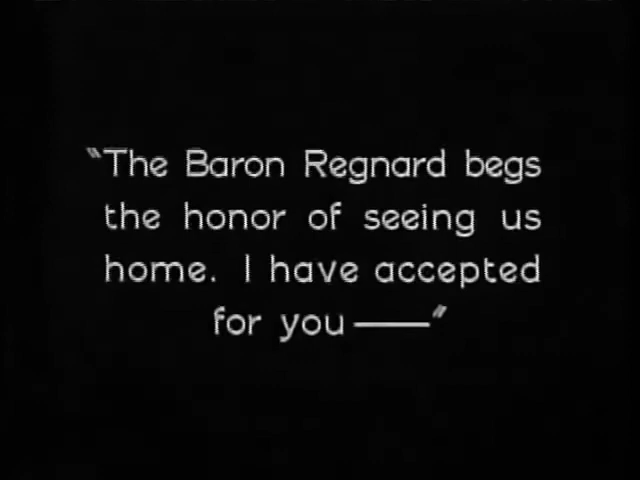 "The Baron Regnard begs
the honor of seeing us
home. I have accepted
for you——"